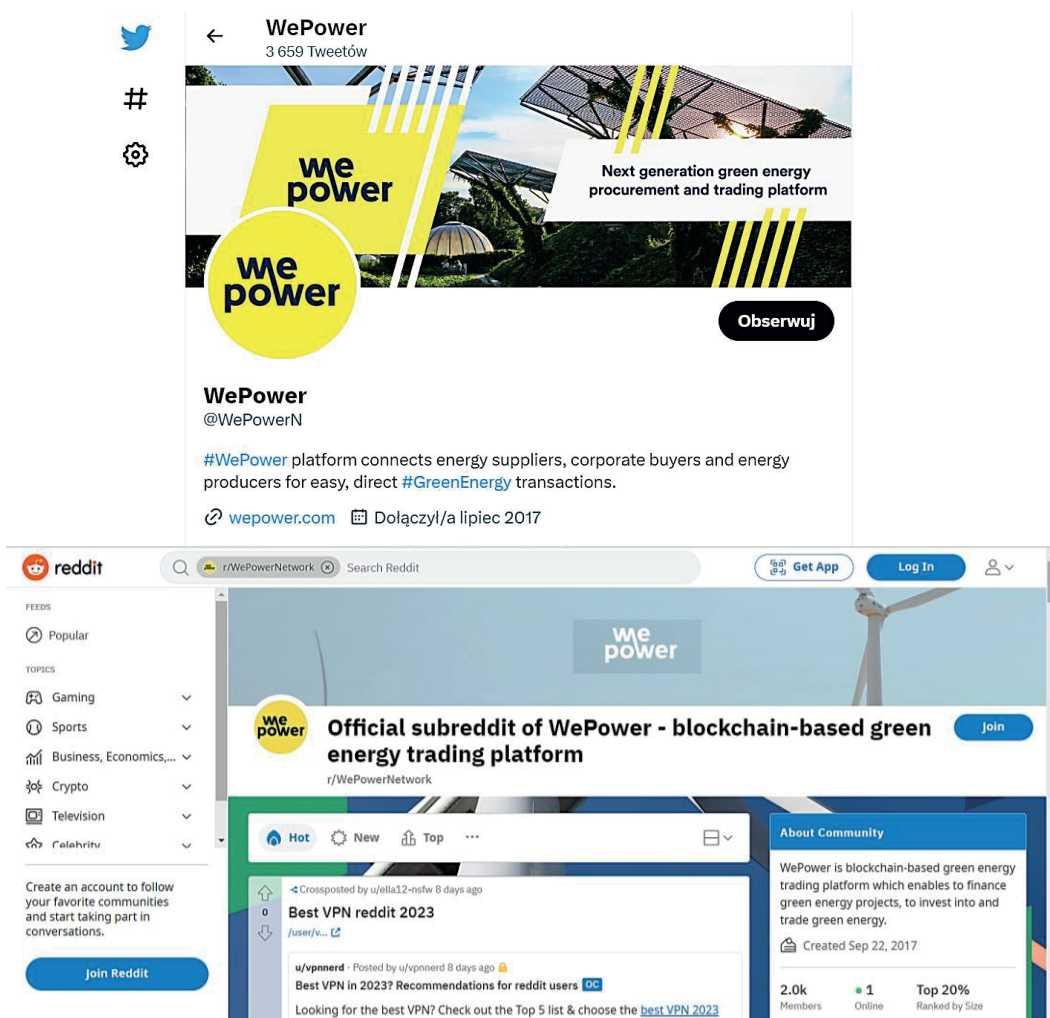 WePower
3 659 Tweetów
we
power
Next generation green energy
procurement and trading platform
we
power
Obserwuj
WePower
@WePowerN
#WePower platform connects energy suppliers, corporate buyers and energy
producers for easy, direct #GreenEnergy transactions.
wepower.com Dołączył/a lipiec 2017
reddit r/WePowerNetwork Search Reddit Get App Log In
FEEDS
Popular
TOPICS
Gaming
Sports
Business, Economics,...
Crypto
Television
Celebrity
Create an account to follow
your favorite communities
and start taking part in
conversations.
Join Reddit
we
power
we
power
Official subreddit of WePower - blockchain-based green
energy trading platform
r/WePowerNetwork
Join
Hot New Top ...
Crossposted by u/ella12-nsfw 8 days ago
0
Best VPN reddit 2023
/user/v...
u/vpnnerd - Posted by u/vpnnerd 8 days ago
Best VPN in 2023? Recommendations for reddit users OC
Looking for the best VPN? Check out the Top 5 list & choose the best VPN 2023
About Community
WePower is blockchain-based green energy
trading platform which enables to finance
green energy projects, to invest into and
trade green energy.
Created Sep 22, 2017
2.0k 1 Top 20%
Members Online Ranked by Size